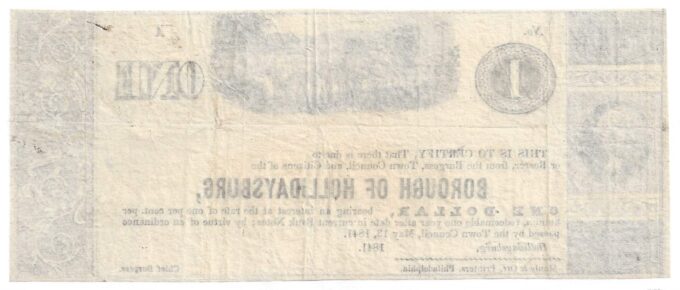 No.
A
1
ONE
THIS IS TO CERTIFY, That there is due to
or Bearer, from the Burgess, Town Council, and Citizens of the
BOROUGH OF HOLLIDAYSBURG,
ONE DOLLAR, bearing an interest at the rate of one per cent. per
annum, redeemable one year after date in current Bank Notes; by virtue of an ordinance
passed by the Town Council, May 13, 1841.
Hollidaysburg, 1841.
Printers, Philadelphia.
Chief Burgess.